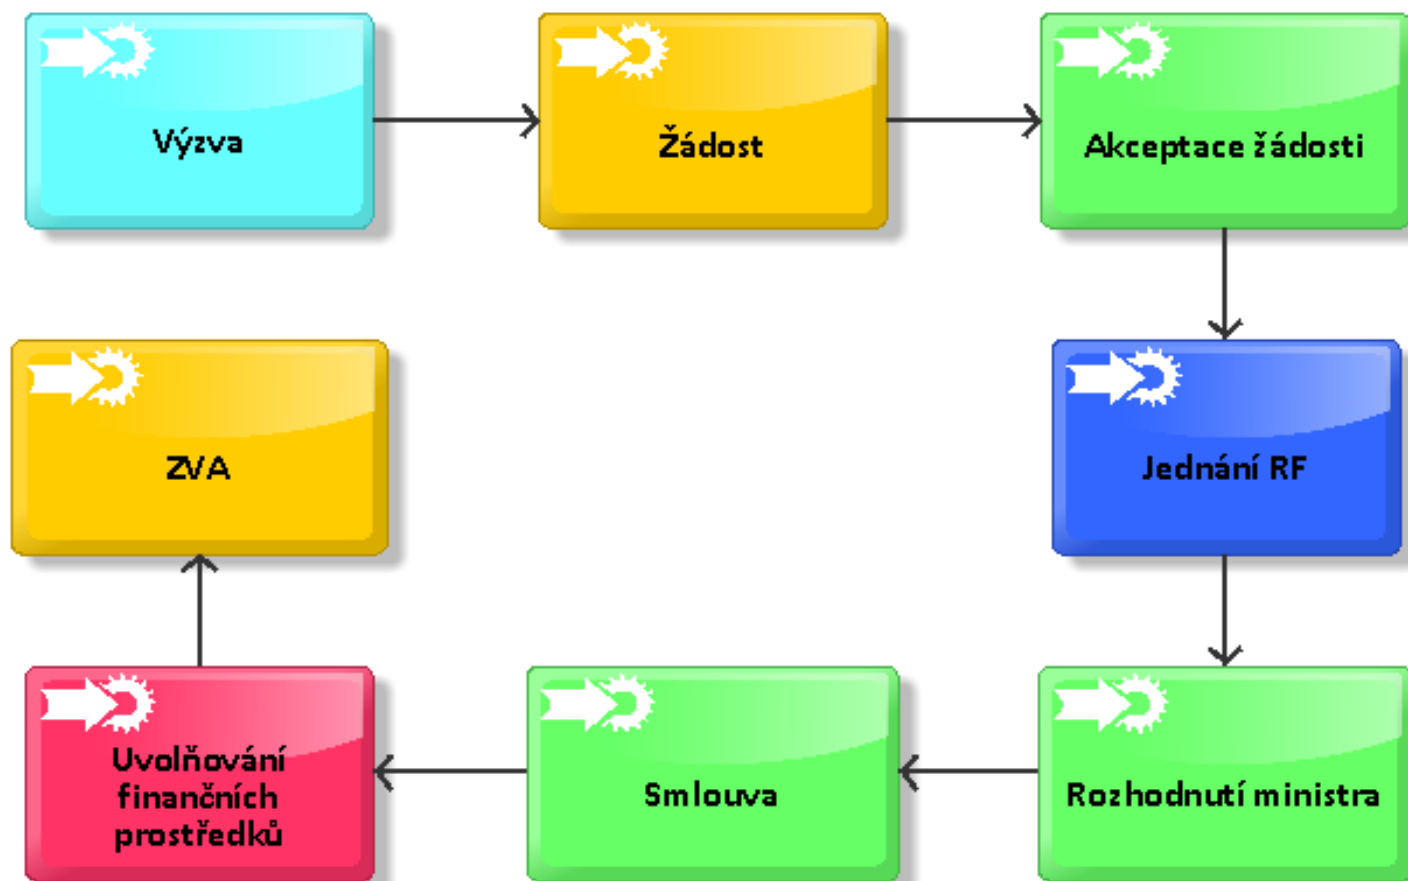 Výzva
Žádost
Akceptace žádosti
Jednání RF
Rozhodnutí ministra
Smlouva
Uvolňování
finančních
prostředků
ZVA